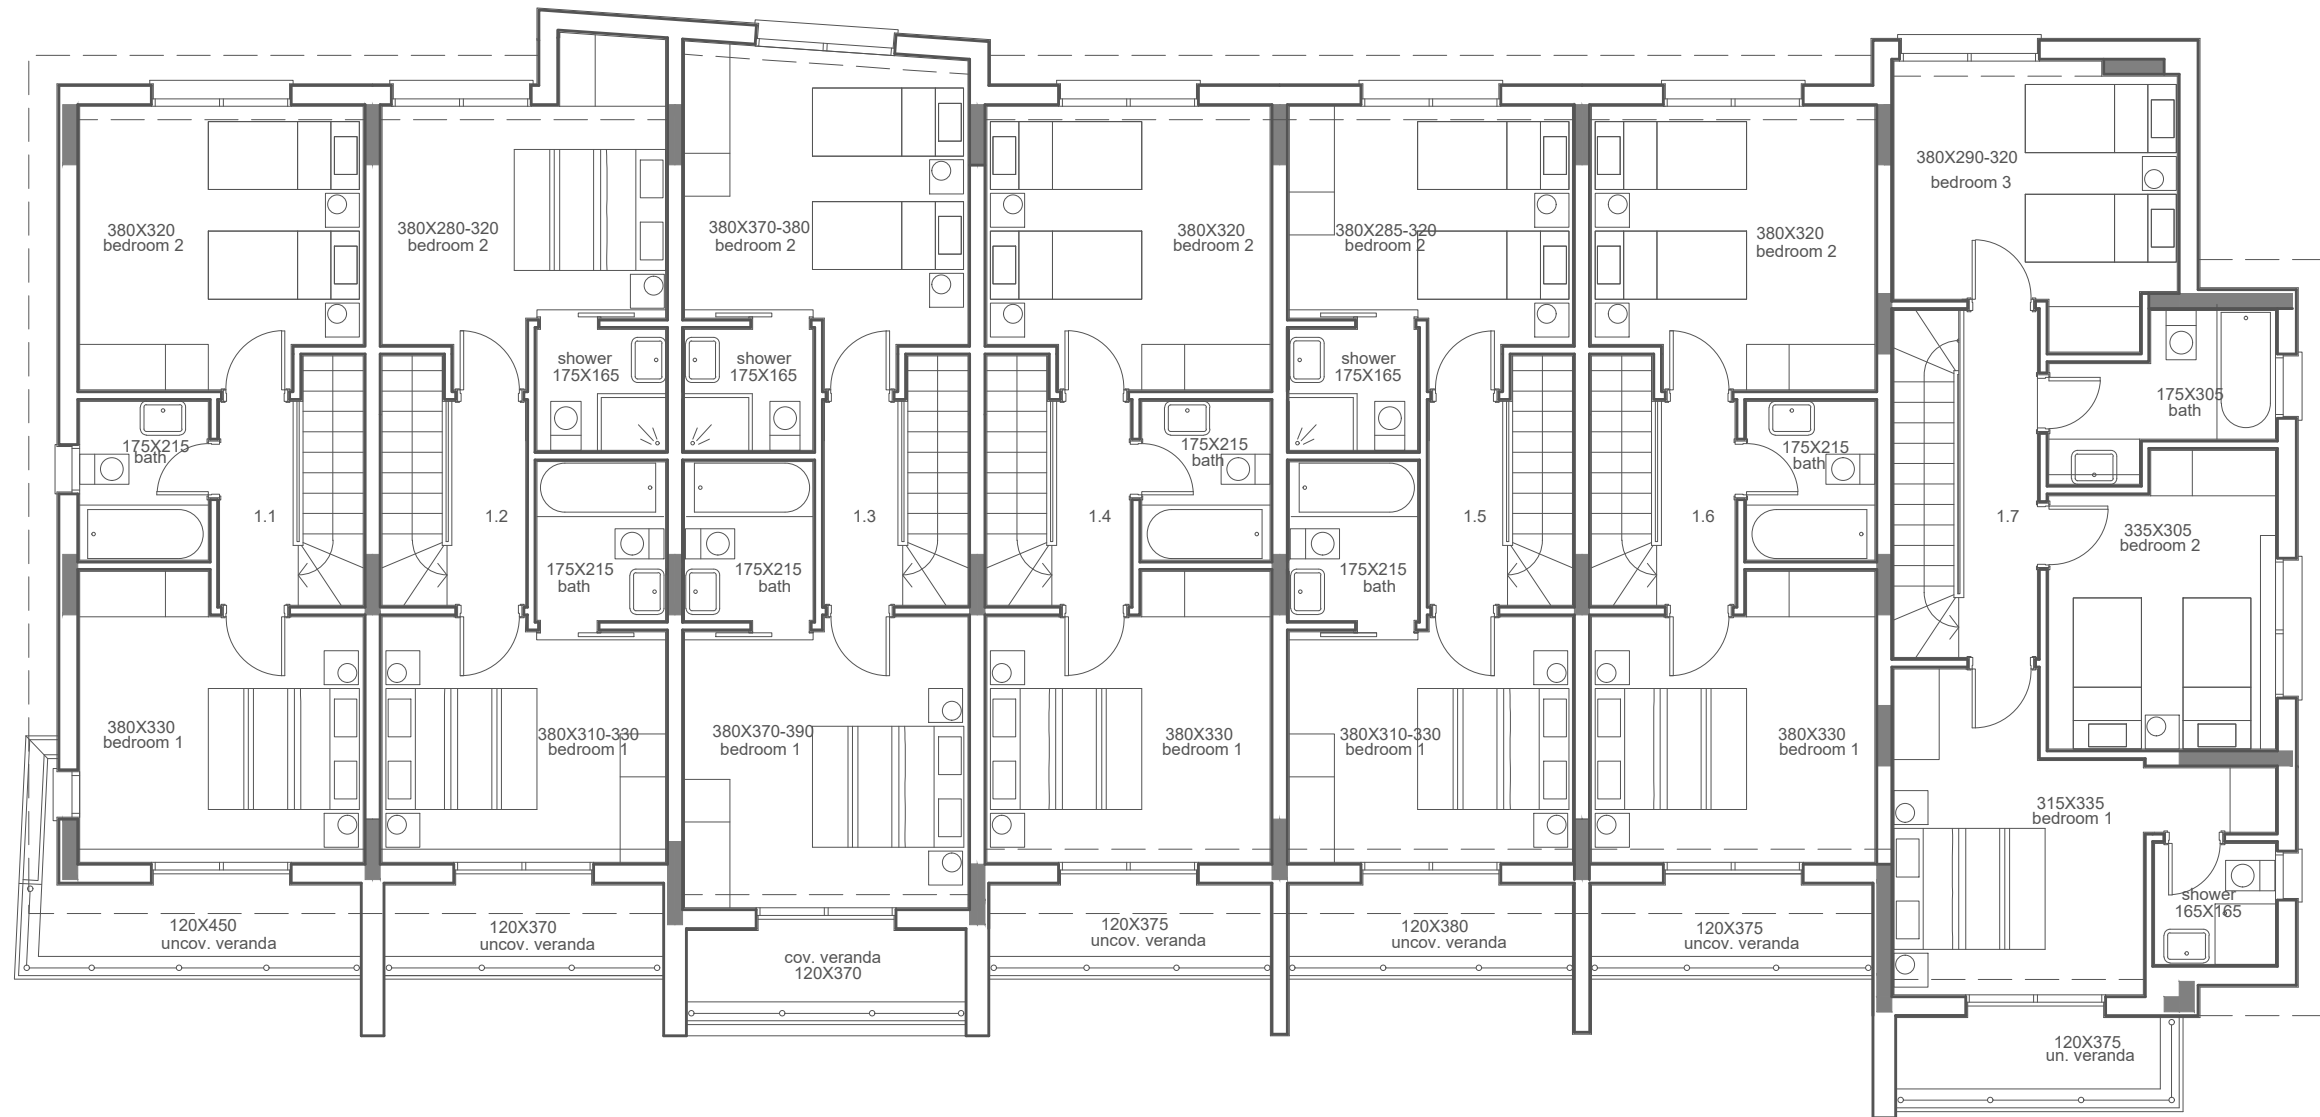 380X320
bedroom 2
380X280-320
bedroom 2
380X370-380
bedroom 2
380X320
bedroom 2
380X285-320
bedroom 2
380X320
bedroom 2
380X290-320
bedroom 3
shower
175X165
shower
175X165
shower
175X165
175X305
bath
175X215
bath
175X215
bath
175X215
bath
1.1
1.2
1.3
1.4
1.5
1.6
1.7
335X305
bedroom 2
175X215
bath
175X215
bath
175X215
bath
380X330
bedroom 1
380X310-330
bedroom 1
380X370-390
bedroom 1
380X330
bedroom 1
380X310-330
bedroom 1
380X330
bedroom 1
315X335
bedroom 1
shower
165X165
120X450
uncov. veranda
120X370
uncov. veranda
cov. veranda
120X370
120X375
uncov. veranda
120X380
uncov. veranda
120X375
uncov. veranda
120X375
un. veranda